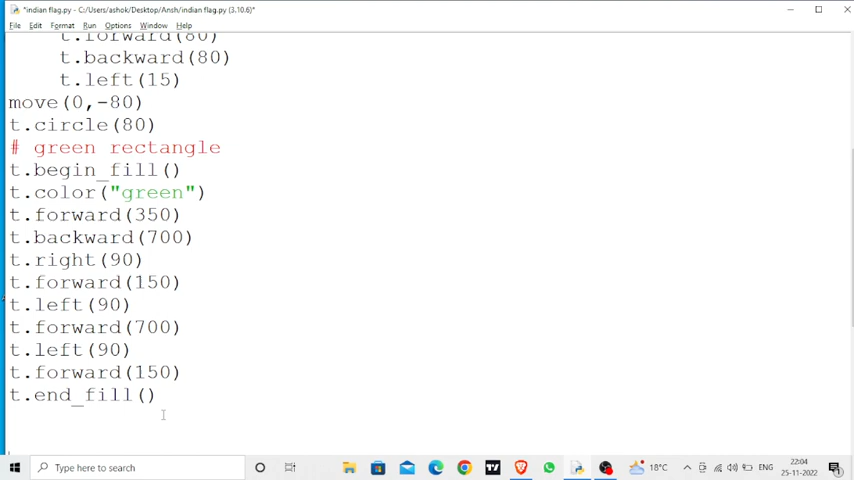 *indian flag.py - C:/Users/ashok/Desktop/Ansh/indian flag.py (3.10.6)*
File Edit Format Run Options Window Help
t.forward(80)
t.backward(80)
t.left(15)
move(0,-80)
t.circle(80)
# green rectangle
t.begin_fill()
t.color("green")
t.forward(350)
t.backward(700)
t.right(90)
t.forward(150)
t.left(90)
t.forward(700)
t.left(90)
t.forward(150)
t.end_fill()
Type here to search
18°C
ENG
22:04
25-11-2022